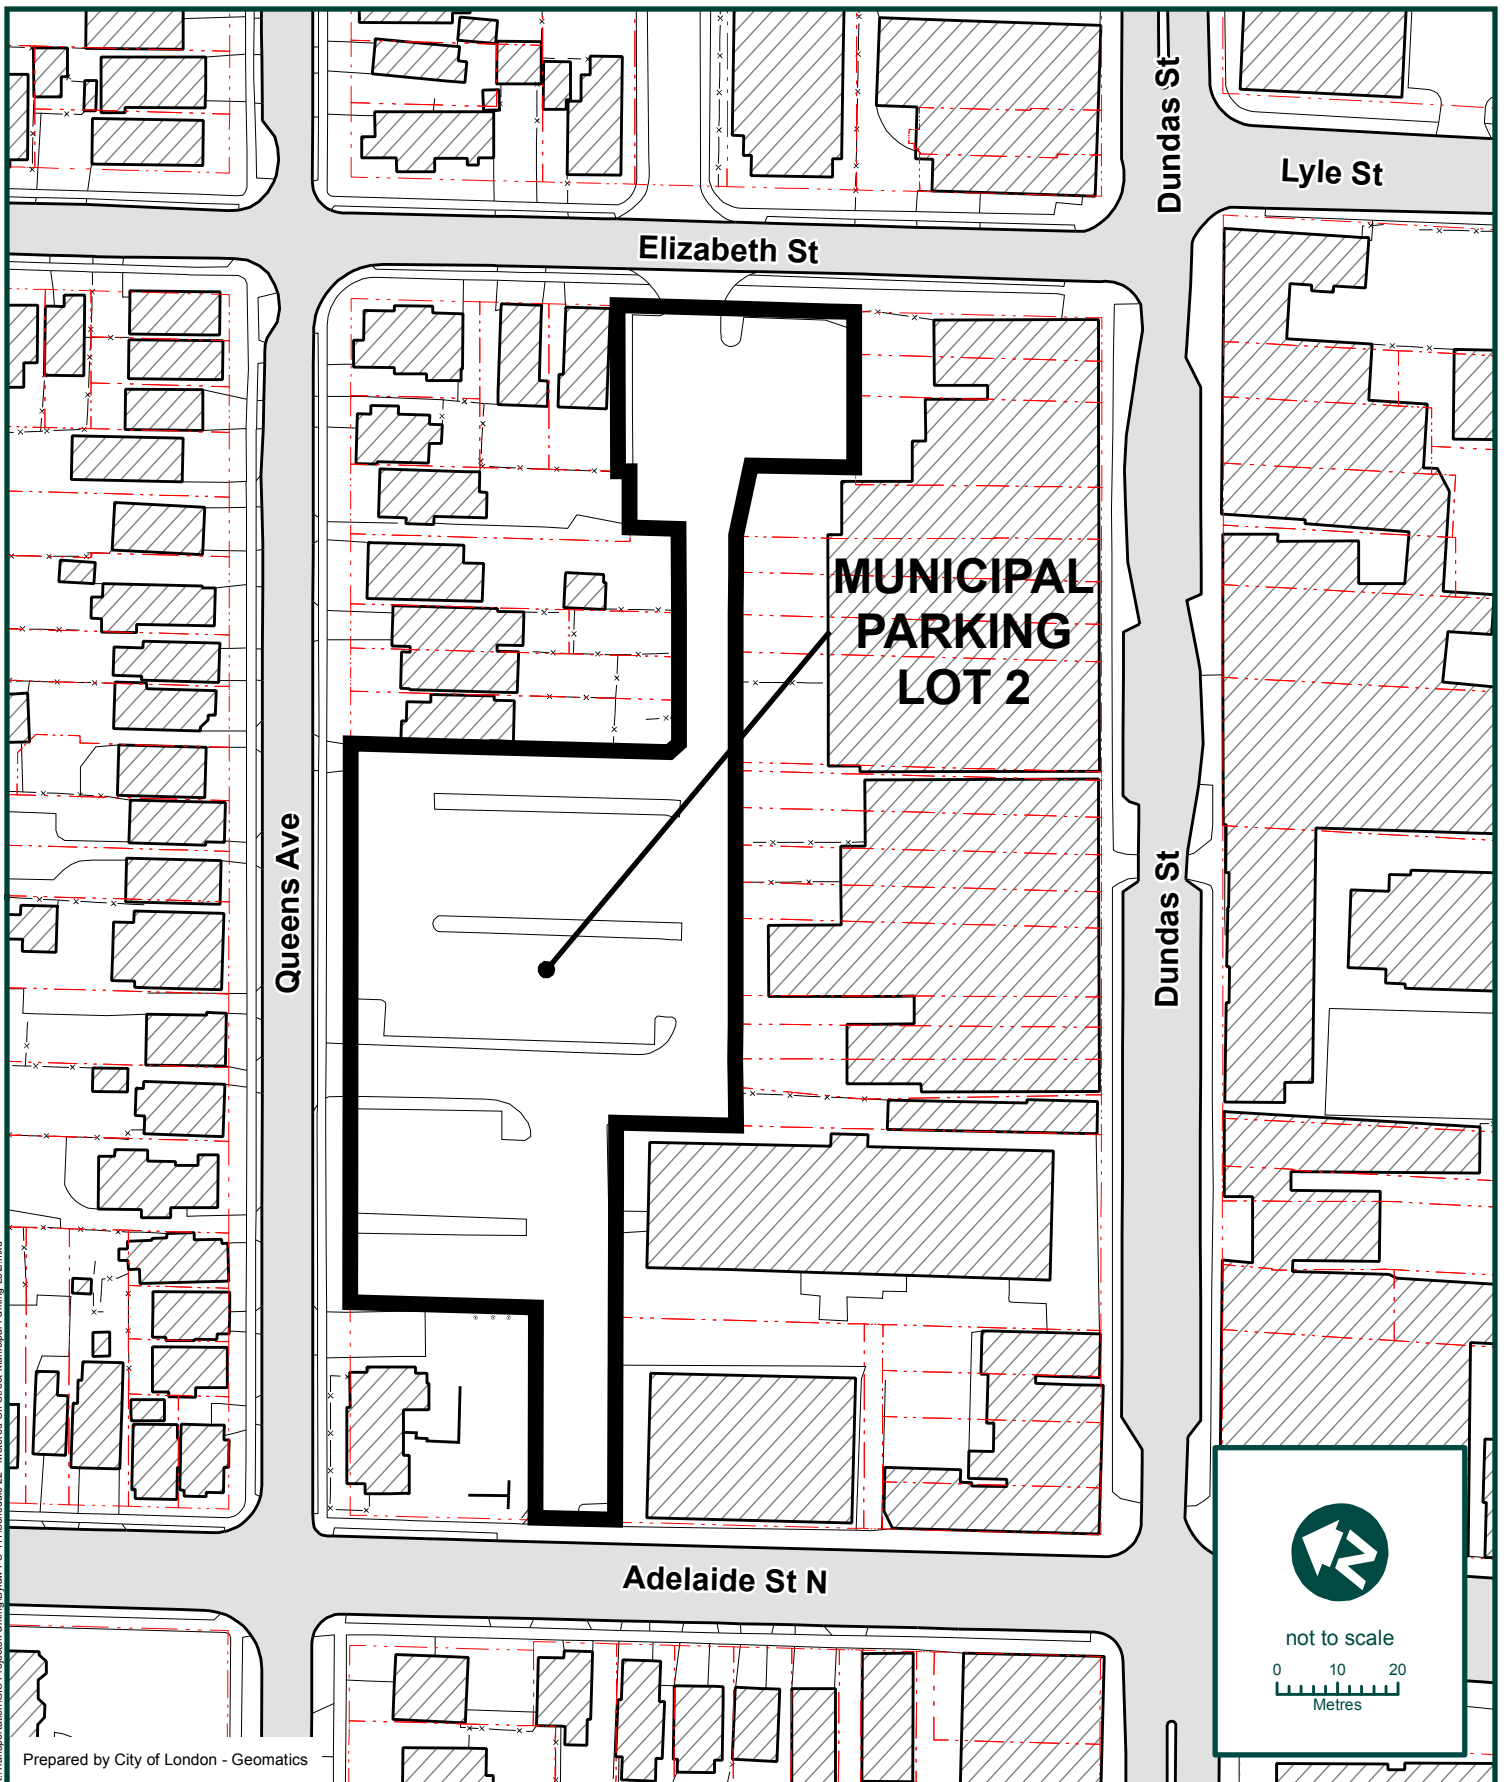 Dundas St
Lyle St
Elizabeth St
MUNICIPAL
PARKING
LOT 2
Queens Ave
Dundas St
Adelaide St N
N
not to scale
0 10 20
Metres
Prepared by City of London - Geomatics